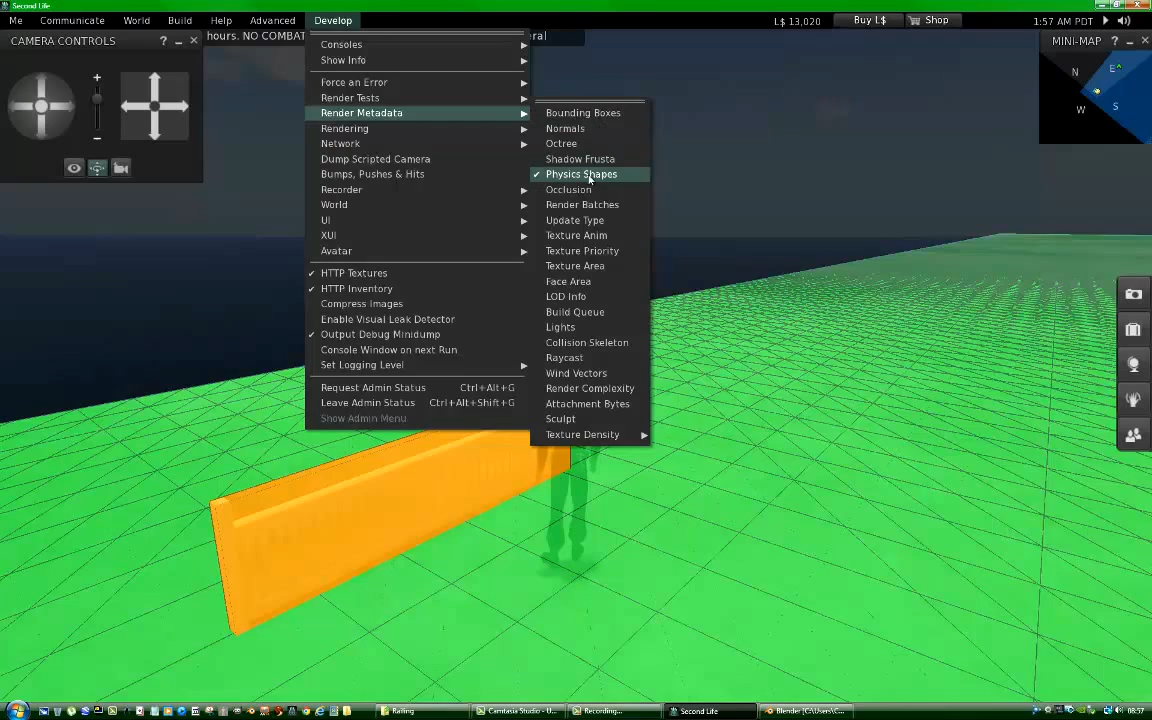 Second Life
Me Communicate World Build Help Advanced Develop L$ 13,020 Buy L$ Shop 1:57 AM PDT
CAMERA CONTROLS ? hours. NO COMBAT eral MINI-MAP ?
Consoles
Show Info
Force an Error
Render Tests
Render Metadata
Rendering
Network
Dump Scripted Camera
Bumps, Pushes & Hits
Recorder
World
UI
XUI
Avatar
HTTP Textures
HTTP Inventory
Compress Images
Enable Visual Leak Detector
Output Debug Minidump
Console Window on next Run
Set Logging Level
Request Admin Status Ctrl+Alt+G
Leave Admin Status Ctrl+Alt+Shift+G
Show Admin Menu
Bounding Boxes
Normals
Octree
Shadow Frusta
Physics Shapes
Occlusion
Render Batches
Update Type
Texture Anim
Texture Priority
Texture Area
Face Area
LOD Info
Build Queue
Lights
Collision Skeleton
Raycast
Wind Vectors
Render Complexity
Attachment Bytes
Sculpt
Texture Density
N E
W S
Railing Camtasia Studio - U... Recording... Second Life Blender [C:\Users\C... 08:57